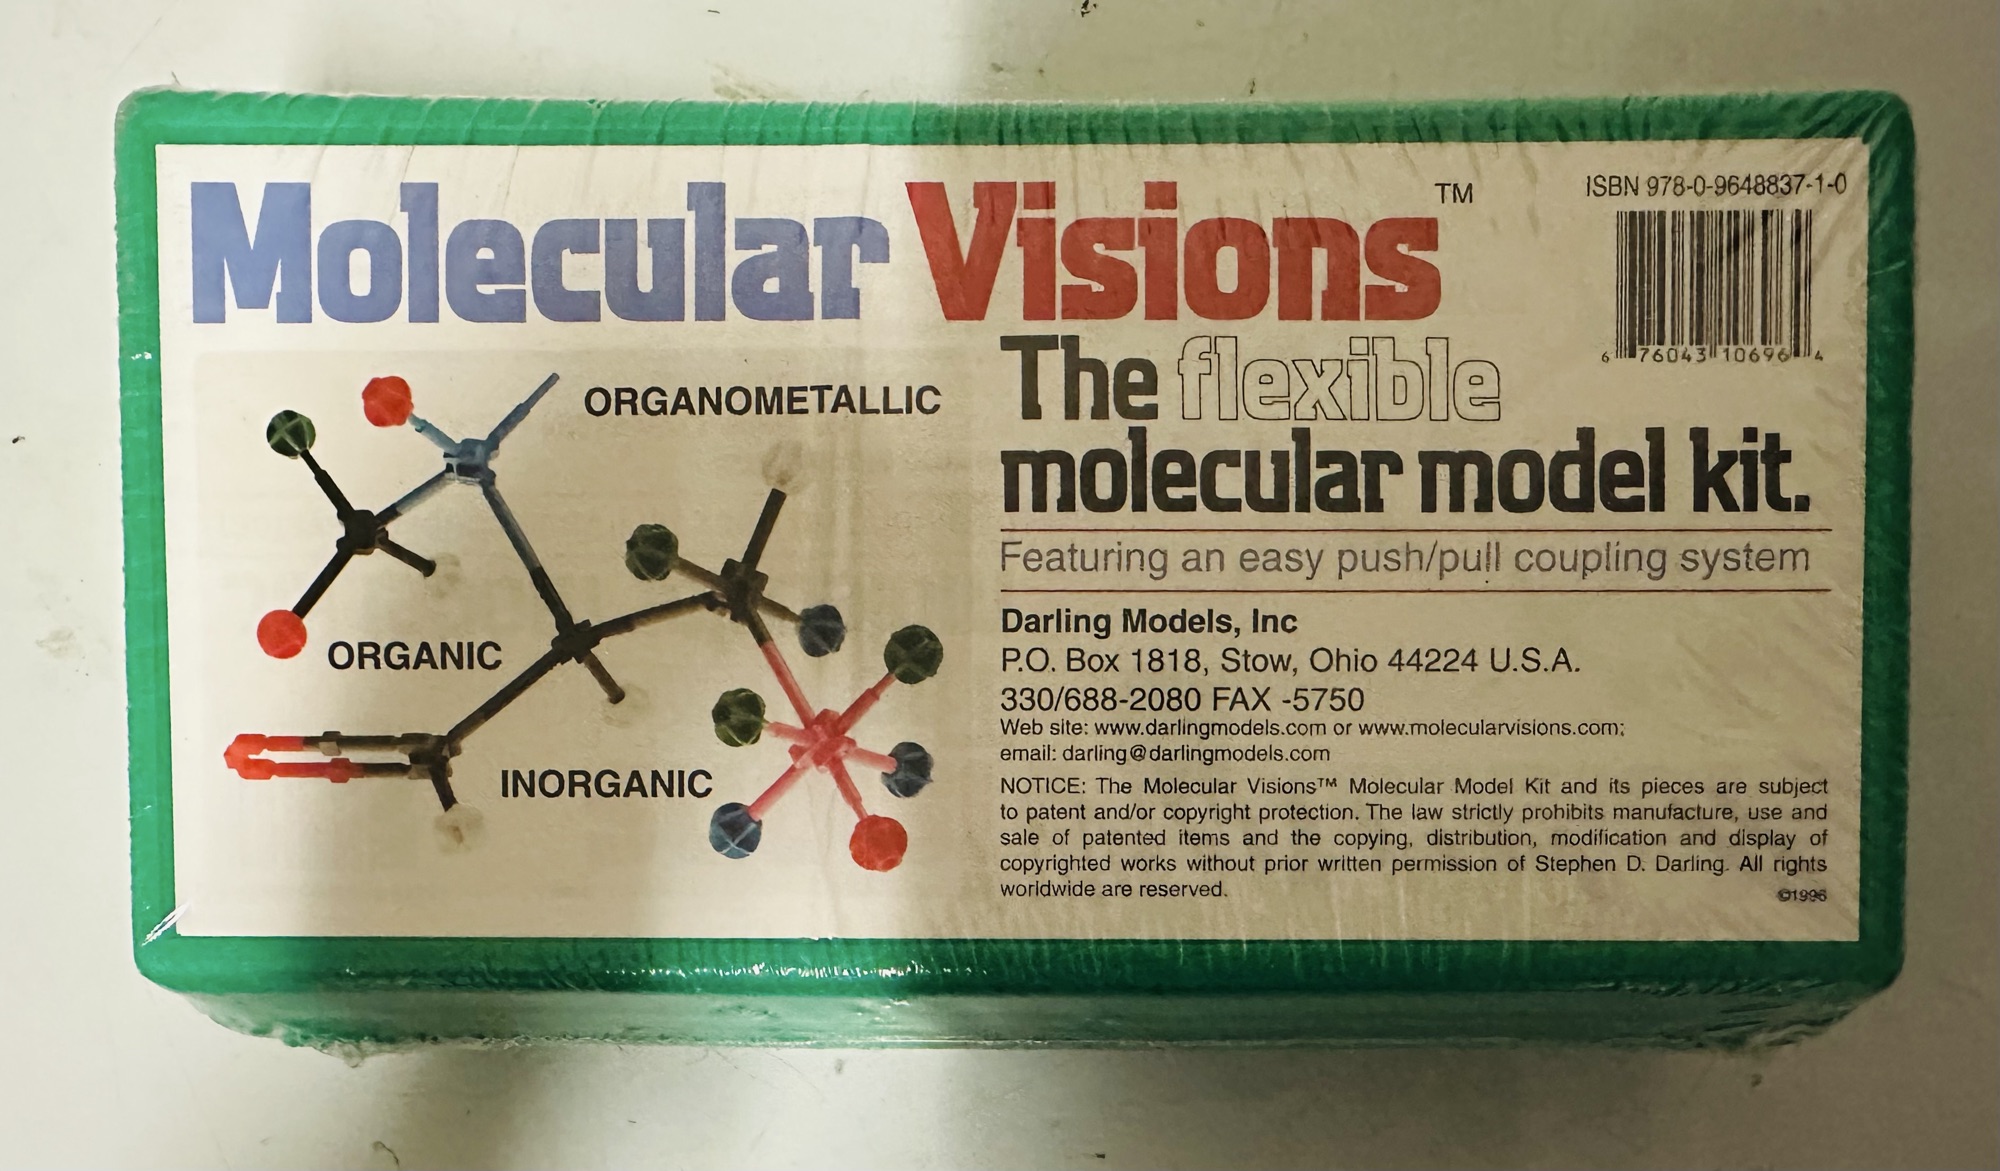 Molecular Visions™
ISBN 978-0-9648837-1-0
6 76043 10696 4
The flexible
molecular model kit.
Featuring an easy push/pull coupling system
Darling Models, Inc
P.O. Box 1818, Stow, Ohio 44224 U.S.A.
330/688-2080 FAX -5750
Web site: www.darlingmodels.com or www.molecularvisions.com;
email: darling@darlingmodels.com
NOTICE: The Molecular Visions™ Molecular Model Kit and its pieces are subject
to patent and/or copyright protection. The law strictly prohibits manufacture, use and
sale of patented items and the copying, distribution, modification and display of
copyrighted works without prior written permission of Stephen D. Darling. All rights
worldwide are reserved.
©1996
ORGANOMETALLIC
ORGANIC
INORGANIC